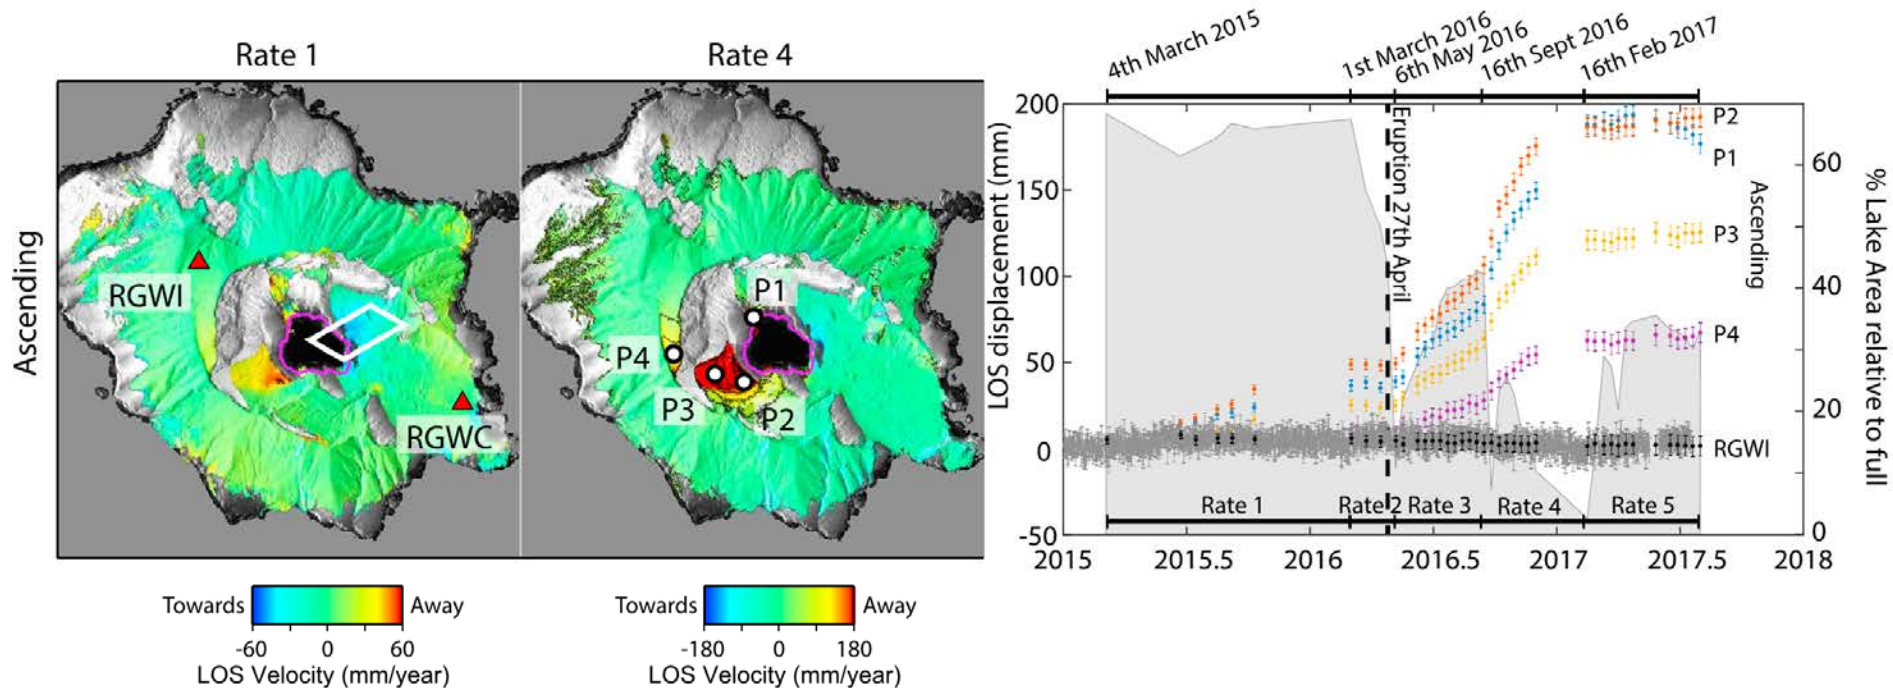 Rate 1
Rate 4
Ascending
RGWI
RGWC
P1
P4
P3
P2
Towards
Away
-60
0
60
LOS Velocity (mm/year)
Towards
Away
-180
0
180
LOS Velocity (mm/year)
4th March 2015
1st March 2016
6th May 2016
16th Sept 2016
16th Feb 2017
LOS displacement (mm)
200
150
100
50
0
-50
Eruption 27th April
P2
P1
P3
P4
RGWI
Ascending
60
40
20
0
% Lake Area relative to full
Rate 1
Rate 2
Rate 3
Rate 4
Rate 5
2015
2015.5
2016
2016.5
2017
2017.5
2018